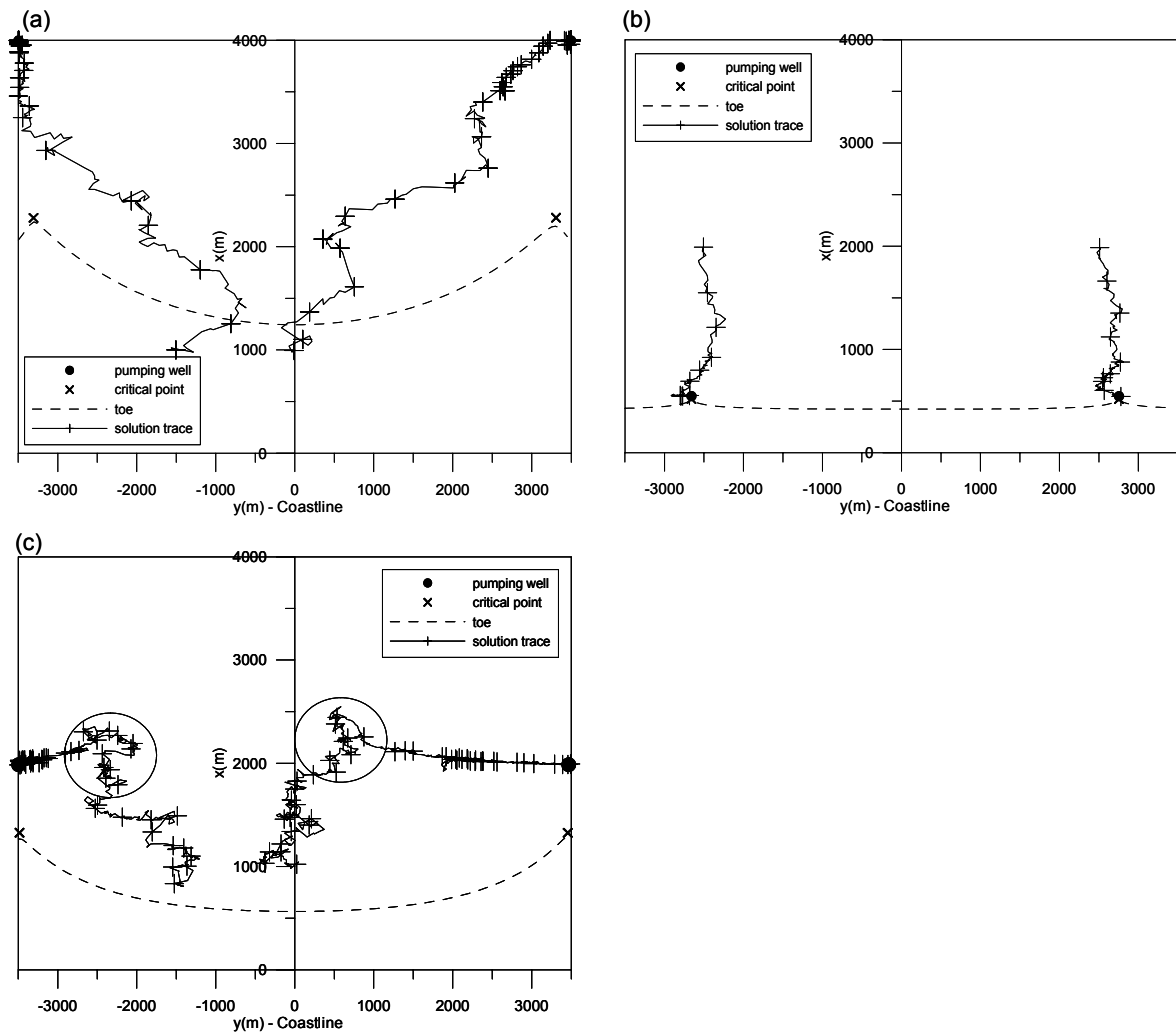 (a)
4000
3000
2000
1000
0
x(m)
pumping well
critical point
toe
solution trace
-3000 -2000 -1000 0 1000 2000 3000
y(m) - Coastline
(b)
4000
3000
2000
1000
0
x(m)
pumping well
critical point
toe
solution trace
-3000 -2000 -1000 0 1000 2000 3000
y(m) - Coastline
(c)
4000
3000
2000
1000
0
x(m)
pumping well
critical point
toe
solution trace
-3000 -2000 -1000 0 1000 2000 3000
y(m) - Coastline